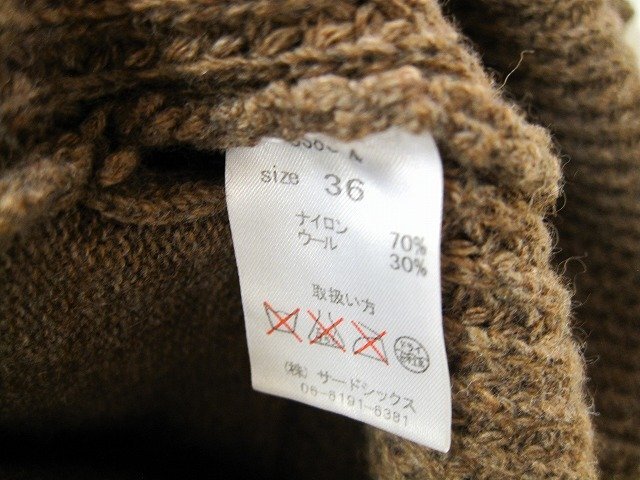 size 36
ナイロン 70%
ウール 30%
取扱い方
(株) サードシックス
06-6191-6381